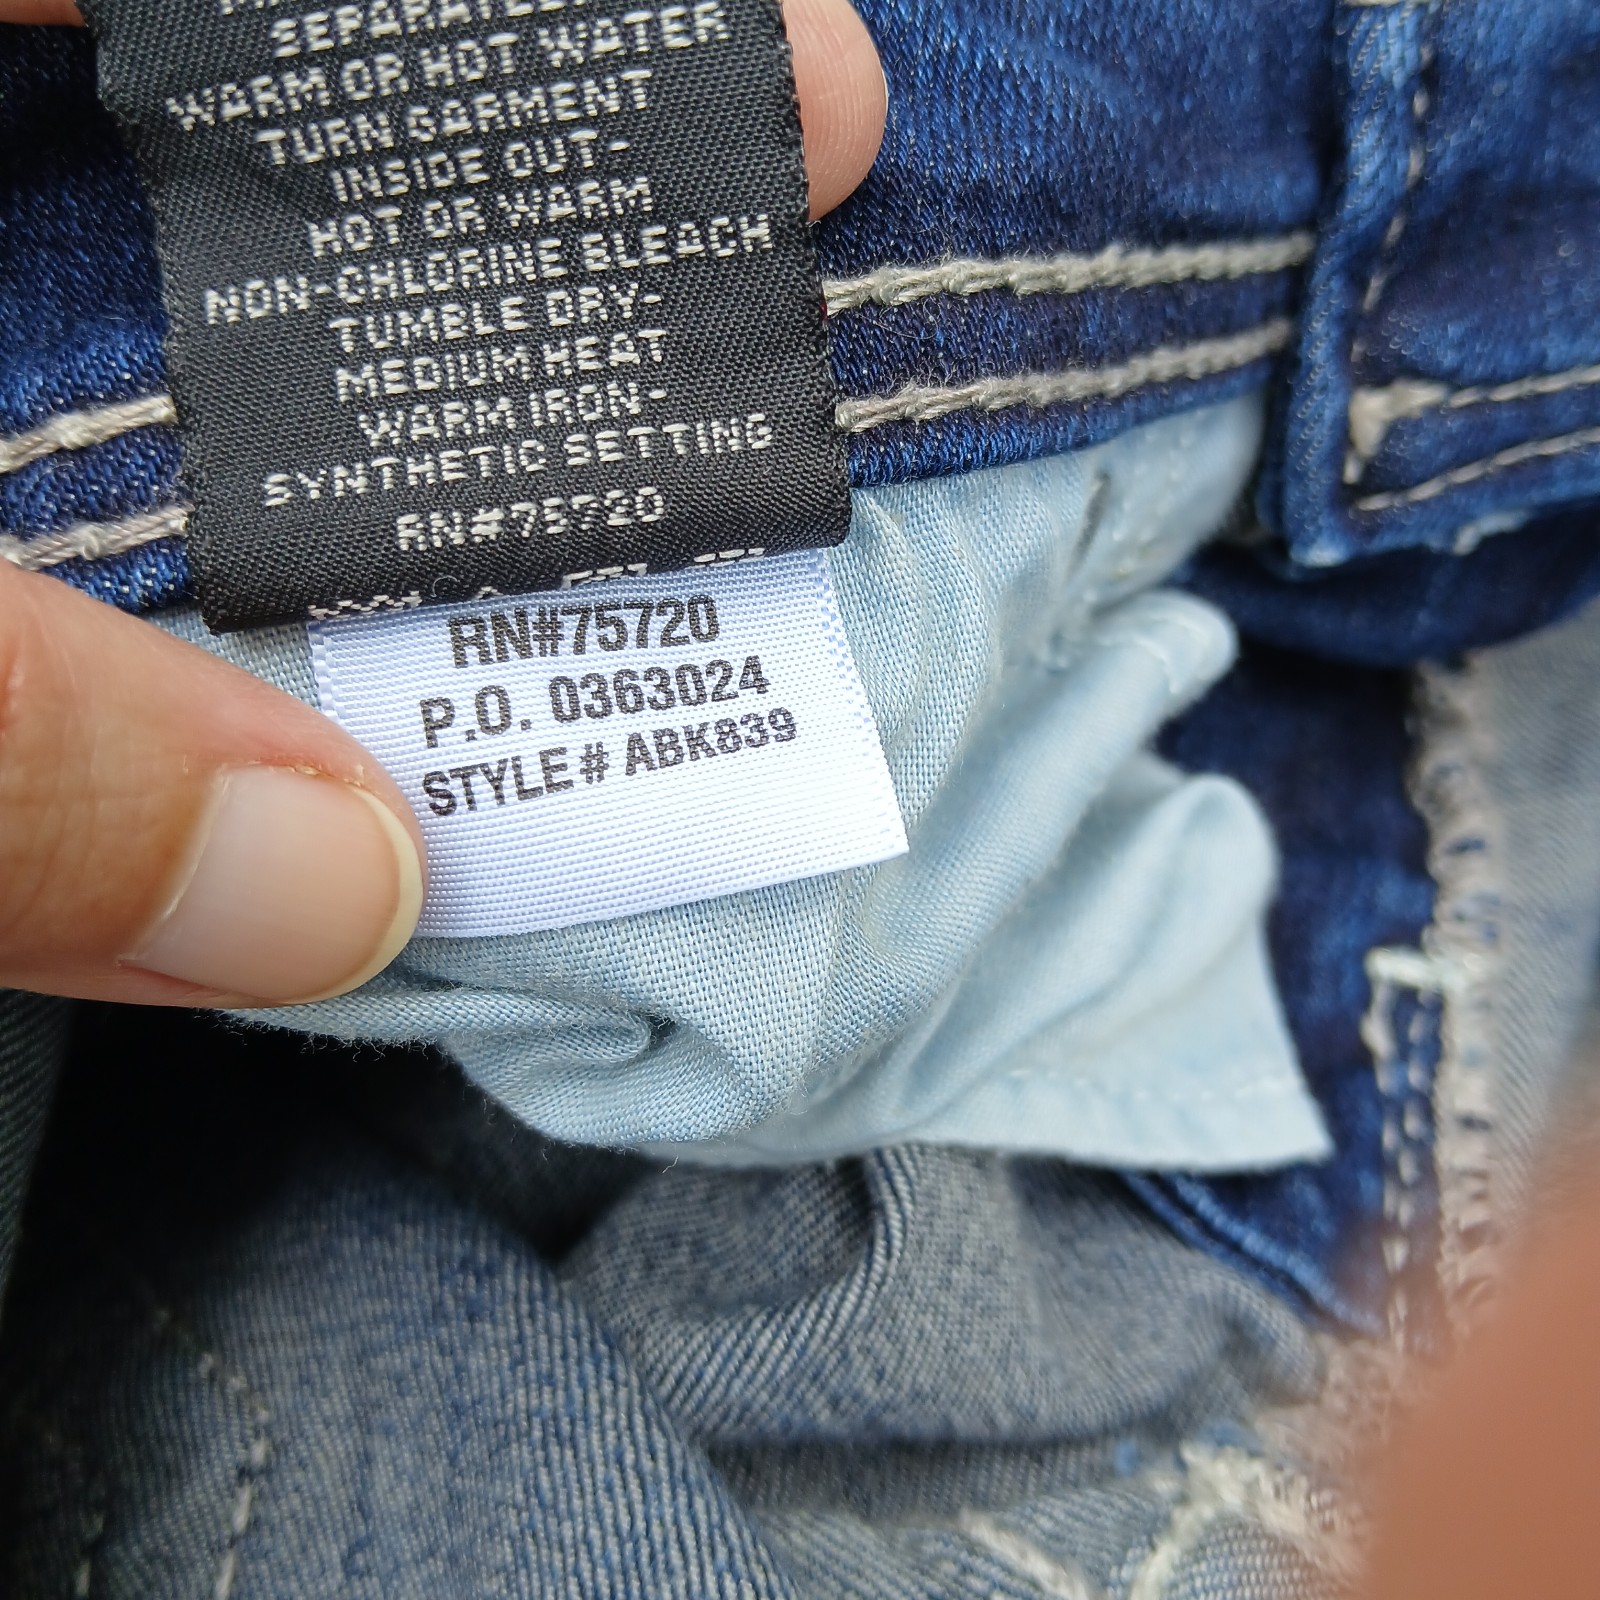 SEPARATELY
WARM OR HOT WATER
TURN GARMENT
INSIDE OUT-
HOT OR WARM
NON-CHLORINE BLEACH
TUMBLE DRY-
MEDIUM HEAT
WARM IRON-
SYNTHETIC SETTING
RN#75720
RN#75720
P.O. 0363024
STYLE# ABK839